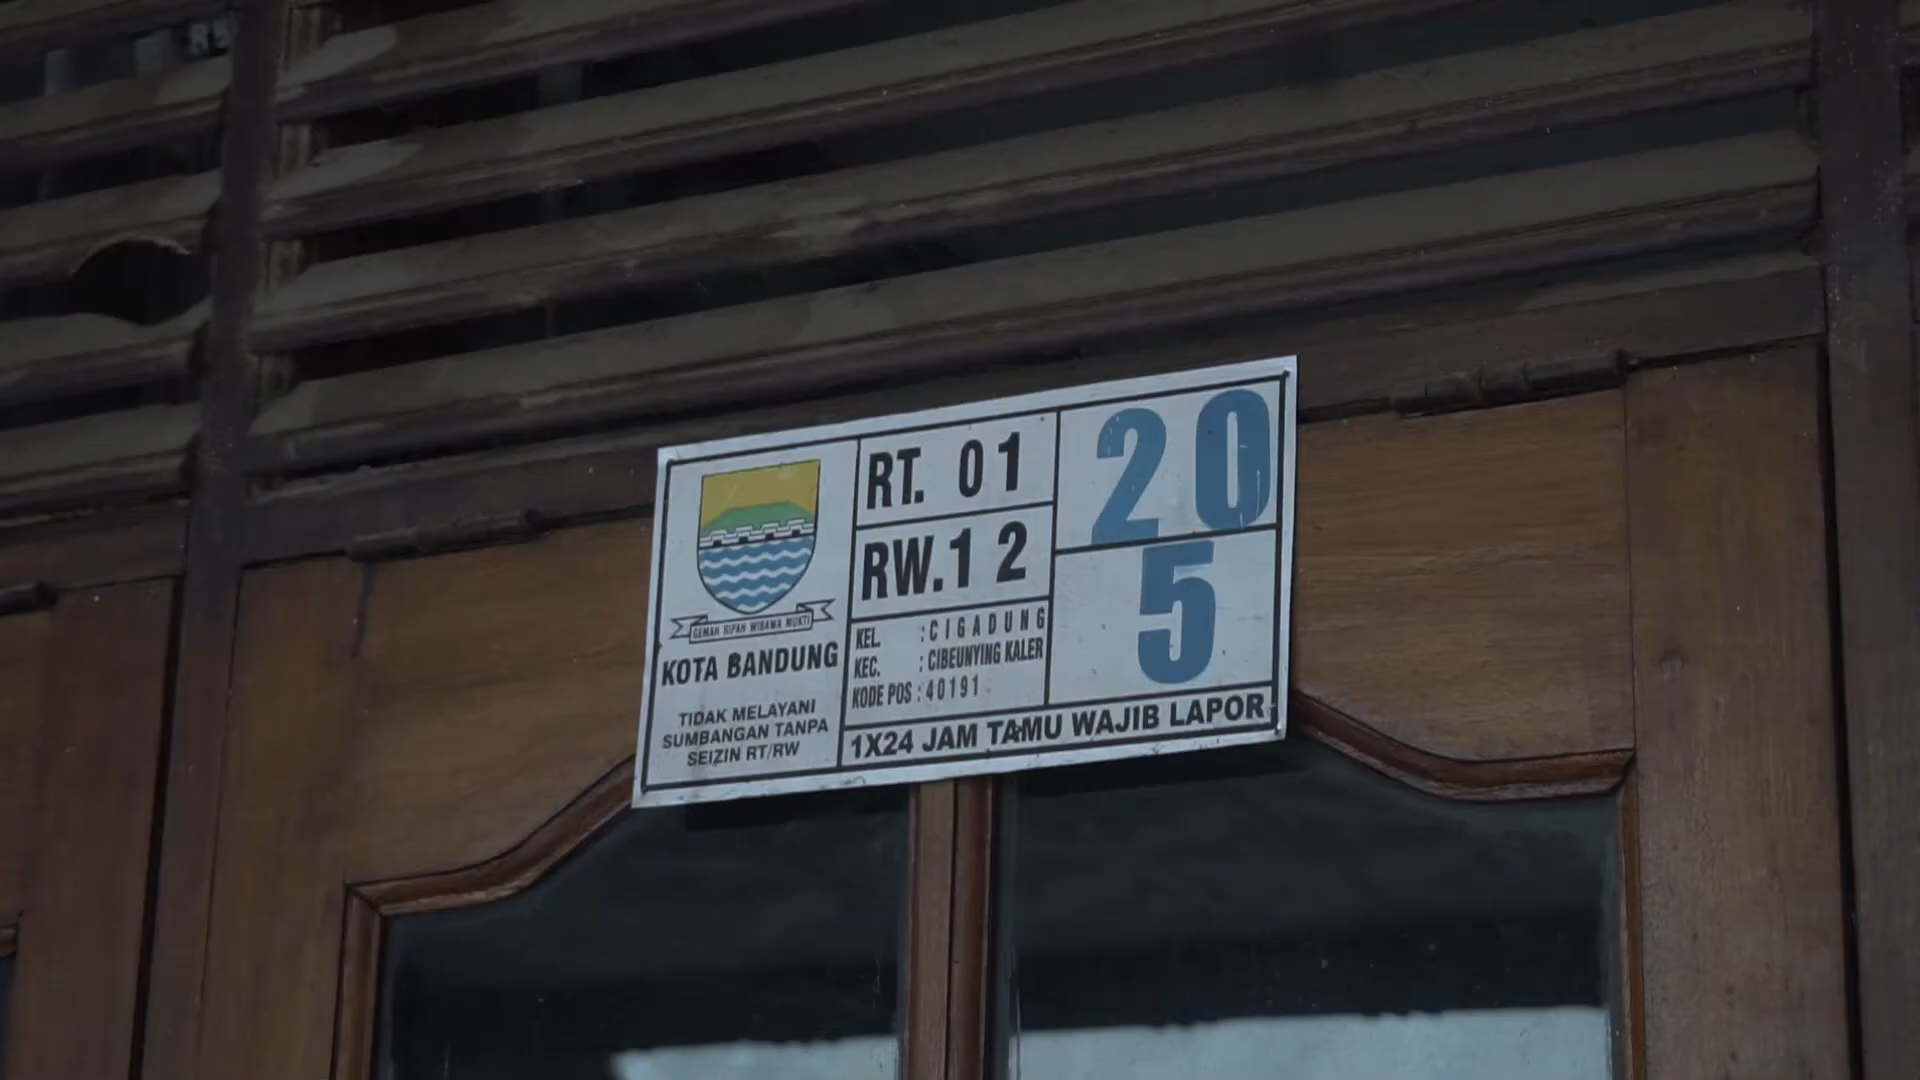 GEMAH RIPAH WIBAWA MUKTI
KOTA BANDUNG
TIDAK MELAYANI
SUMBANGAN TANPA
SEIZIN RT/RW
RT. 01
RW. 12
KEL. : CIGADUNG
KEC. : CIBEUNYING KALER
KODE POS : 40191
20
5
1X24 JAM TAMU WAJIB LAPOR